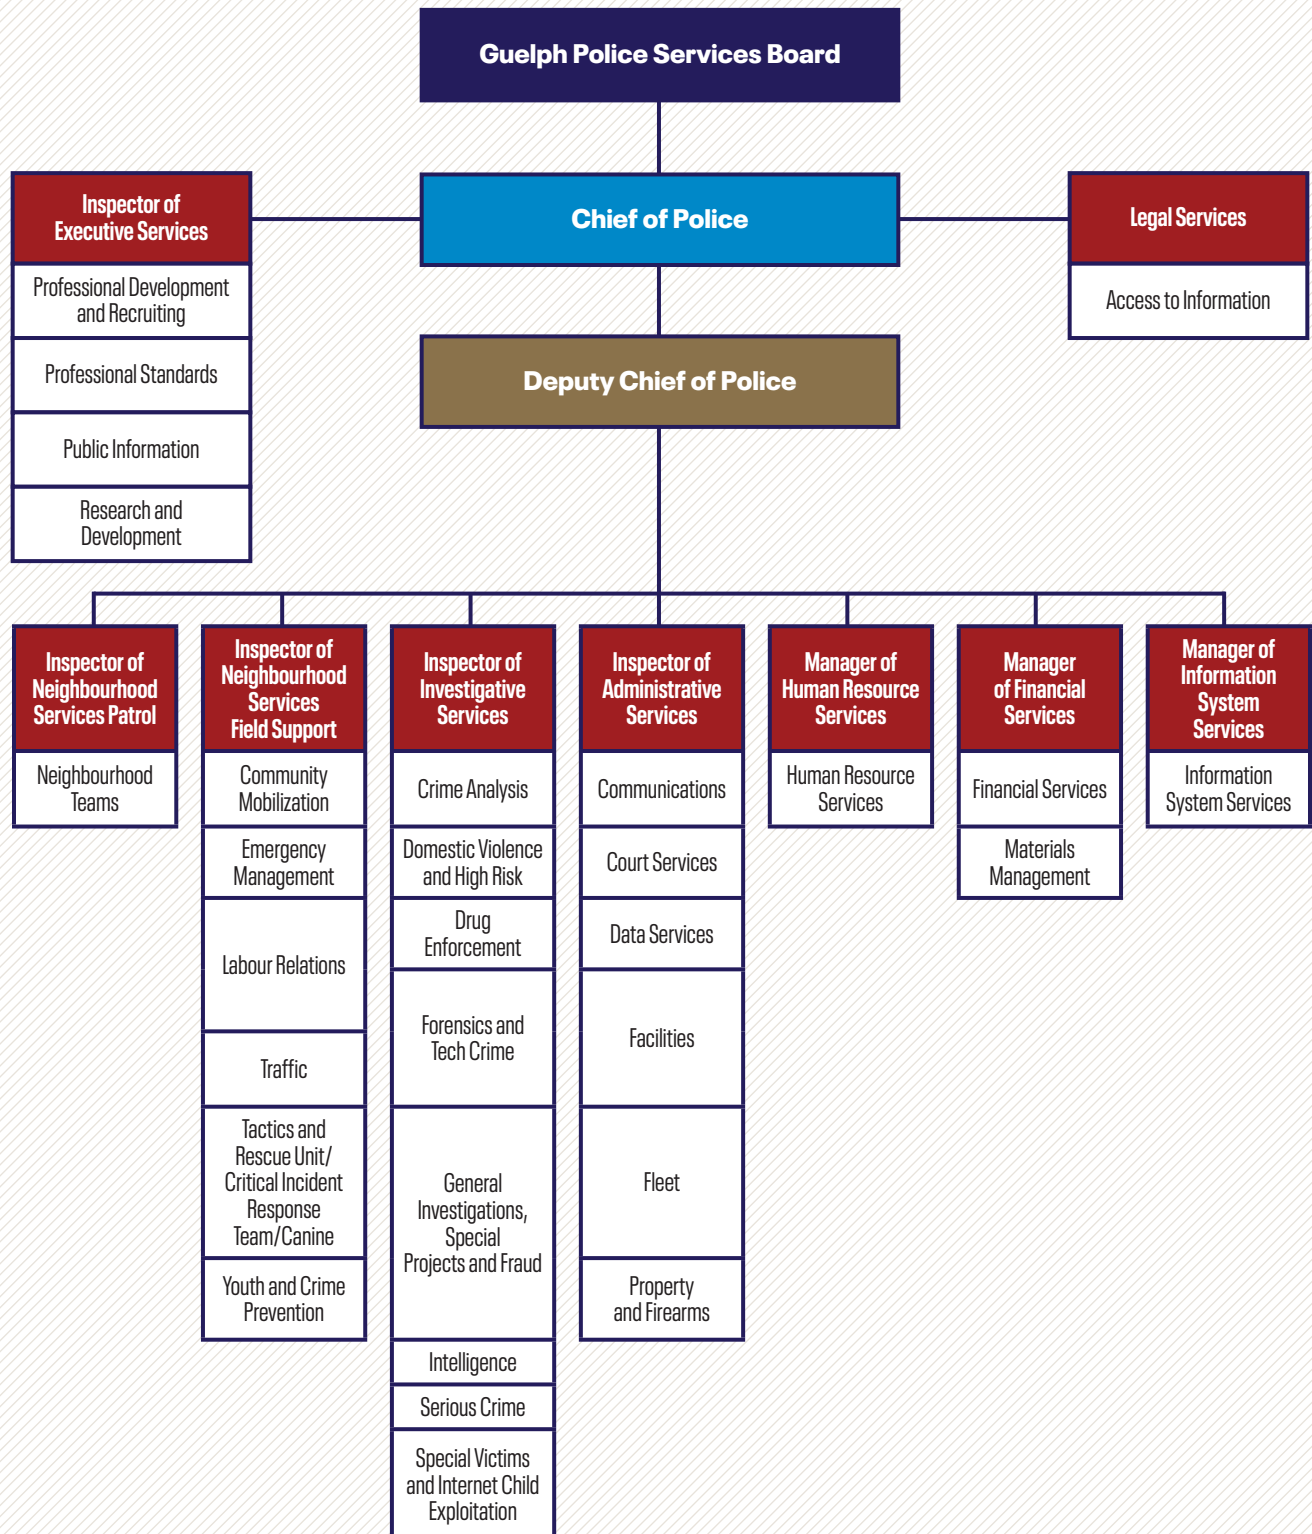 Guelph Police Services Board
Inspector of
Executive Services
Chief of Police
Legal Services
Professional Development
and Recruiting
Access to Information
Professional Standards
Deputy Chief of Police
Public Information
Research and
Development
Inspector of
Neighbourhood
Services Patrol
Neighbourhood
Teams
Inspector of
Neighbourhood
Services
Field Support
Community
Mobilization
Emergency
Management
Labour Relations
Traffic
Tactics and
Rescue Unit/
Critical Incident
Response
Team/Canine
Youth and Crime
Prevention
Inspector of
Investigative
Services
Crime Analysis
Domestic Violence
and High Risk
Drug
Enforcement
Forensics and
Tech Crime
General
Investigations,
Special
Projects and Fraud
Intelligence
Serious Crime
Special Victims
and Internet Child
Exploitation
Inspector of
Administrative
Services
Communications
Court Services
Data Services
Facilities
Fleet
Property
and Firearms
Manager of
Human Resource
Services
Human Resource
Services
Manager
of Financial
Services
Financial Services
Materials
Management
Manager of
Information
System
Services
Information
System Services